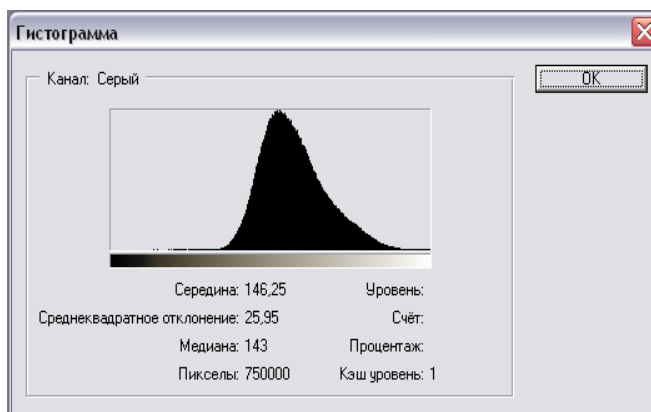 Гистограмма
Канал: Серый
OK
Середина: 146,25 Уровень:
Среднеквадратное отклонение: 25,95 Счёт:
Медиана: 143 Процентаж:
Пикселы: 750000 Кэш уровень: 1